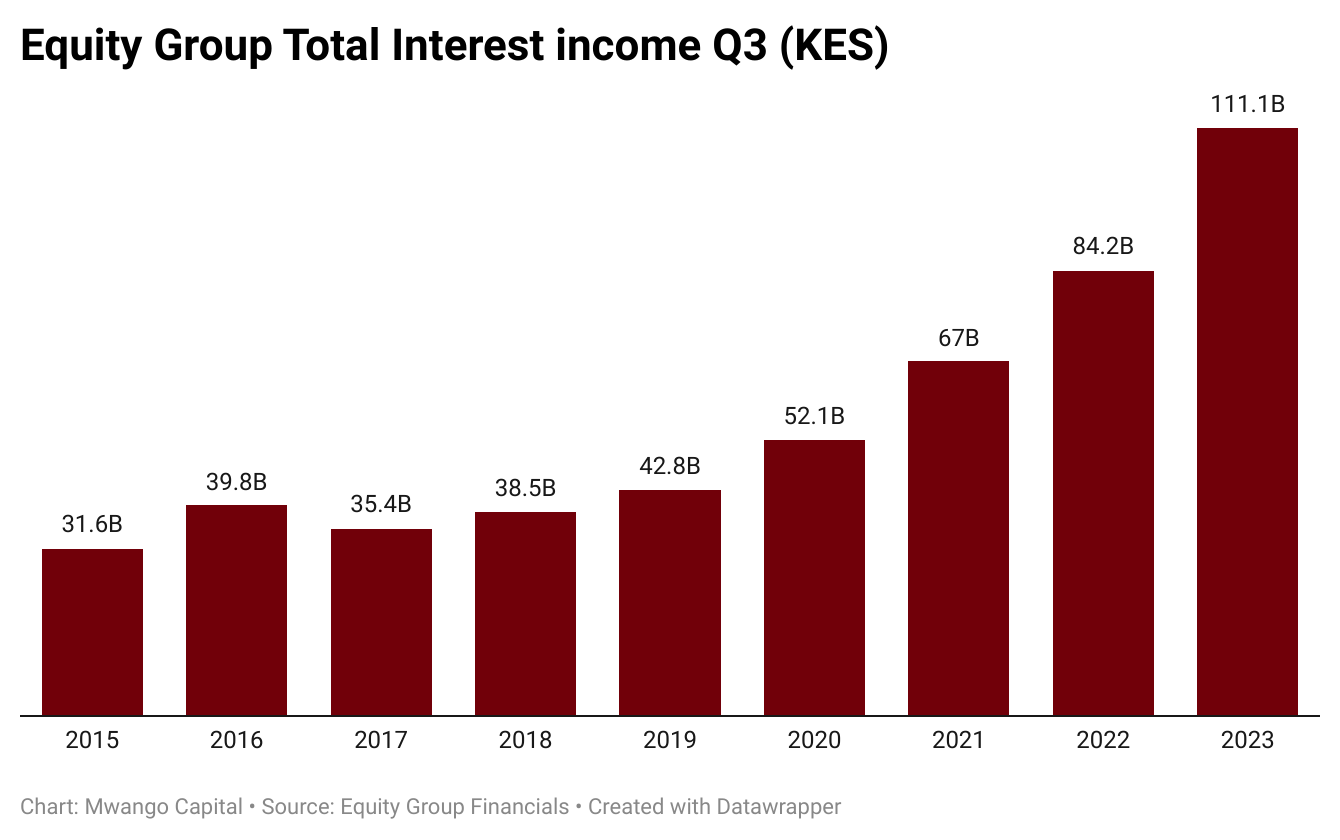 Equity Group Total Interest income Q3 (KES)
111.1B
84.2B
67B
52.1B
42.8B
39.8B
38.5B
35.4B
31.6B
2015 2016 2017 2018 2019 2020 2021 2022 2023
Chart: Mwango Capital • Source: Equity Group Financials • Created with Datawrapper